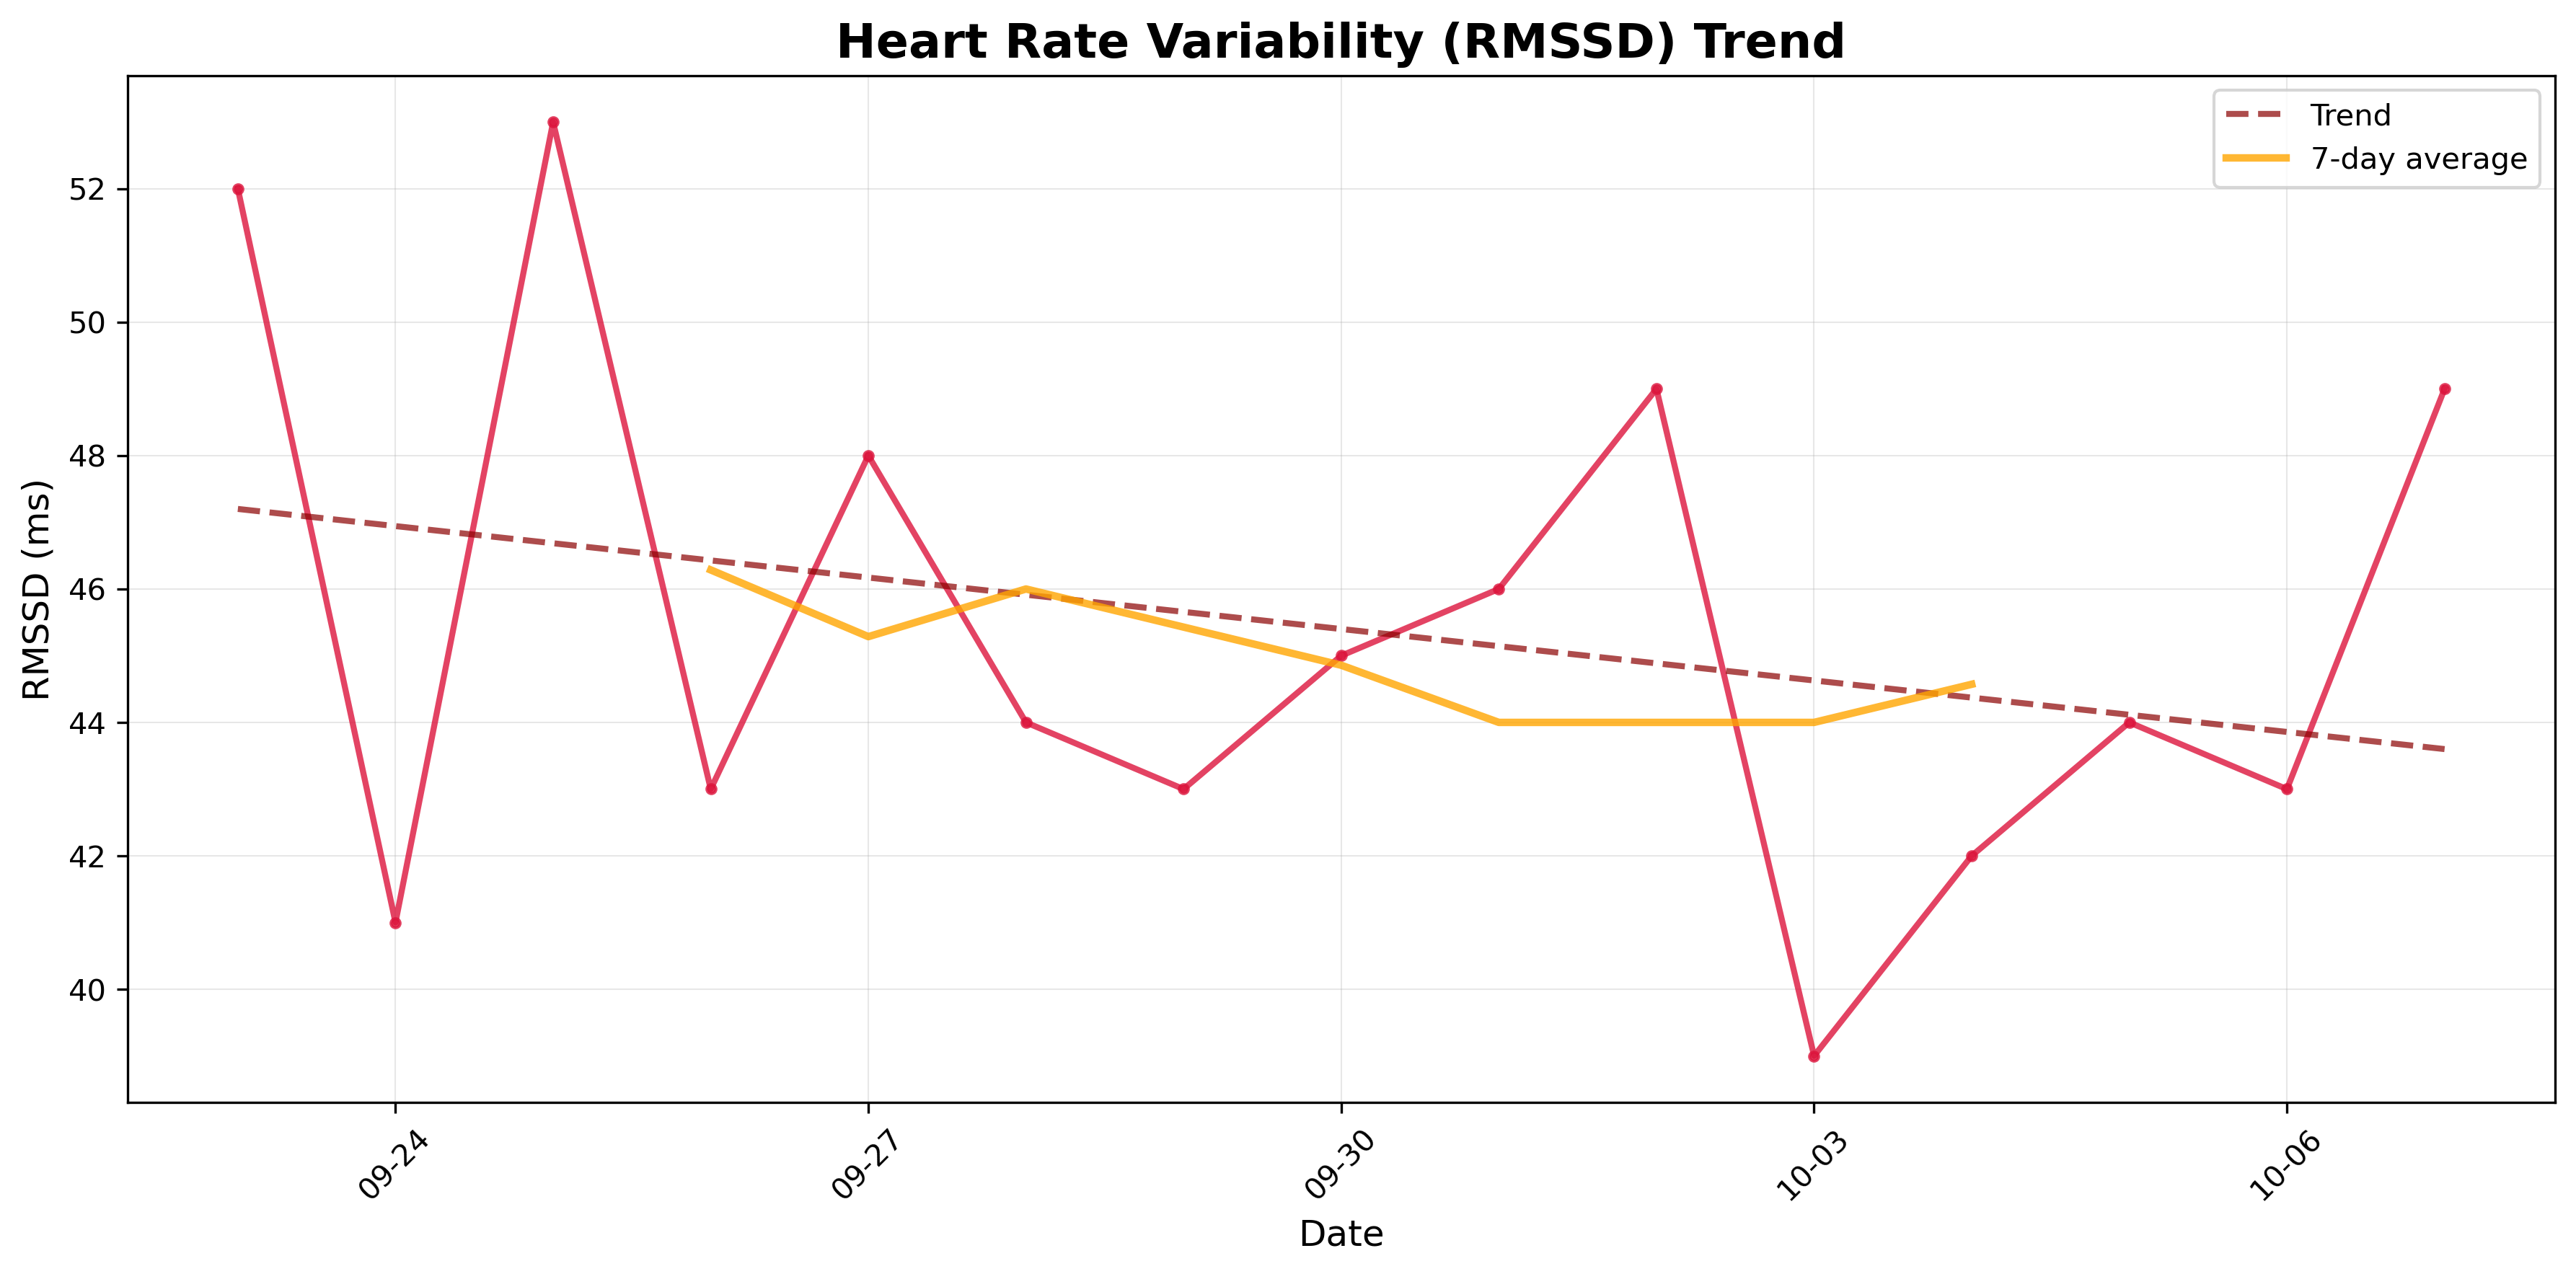 Heart Rate Variability (RMSSD) Trend
Trend
7-day average
RMSSD (ms)
52
50
48
46
44
42
40
09-24
09-27
09-30
10-03
10-06
Date